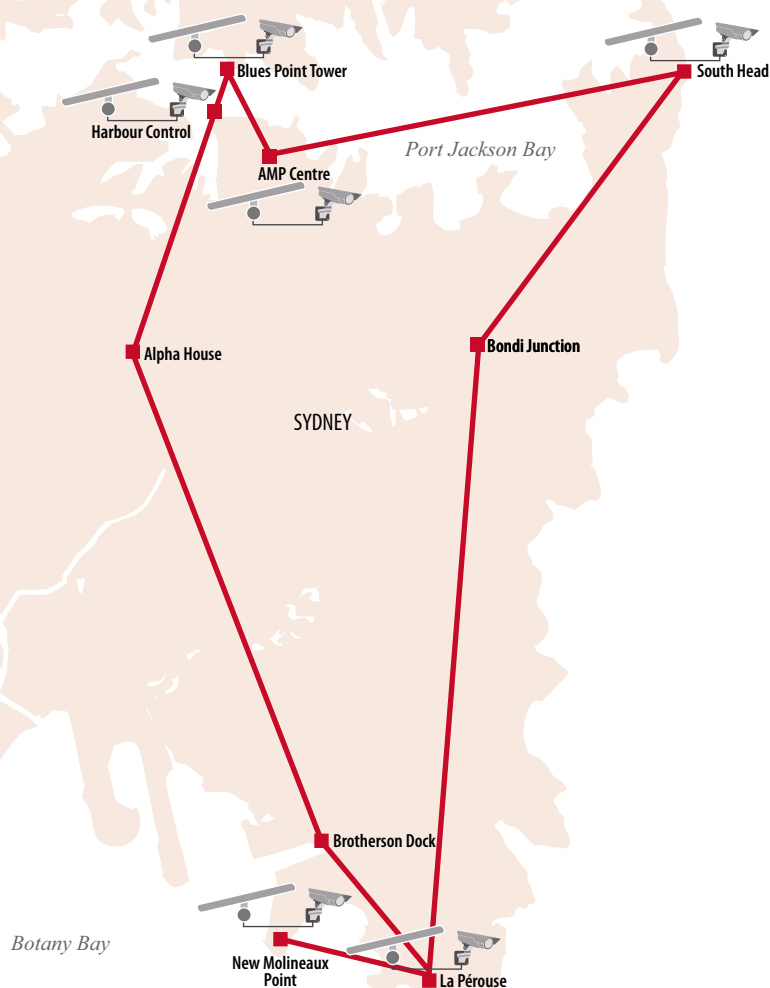 Blues Point Tower
South Head
Harbour Control
Port Jackson Bay
AMP Centre
Alpha House
Bondi Junction
SYDNEY
Brotherson Dock
Botany Bay
New Molineaux
Point
La Pérouse